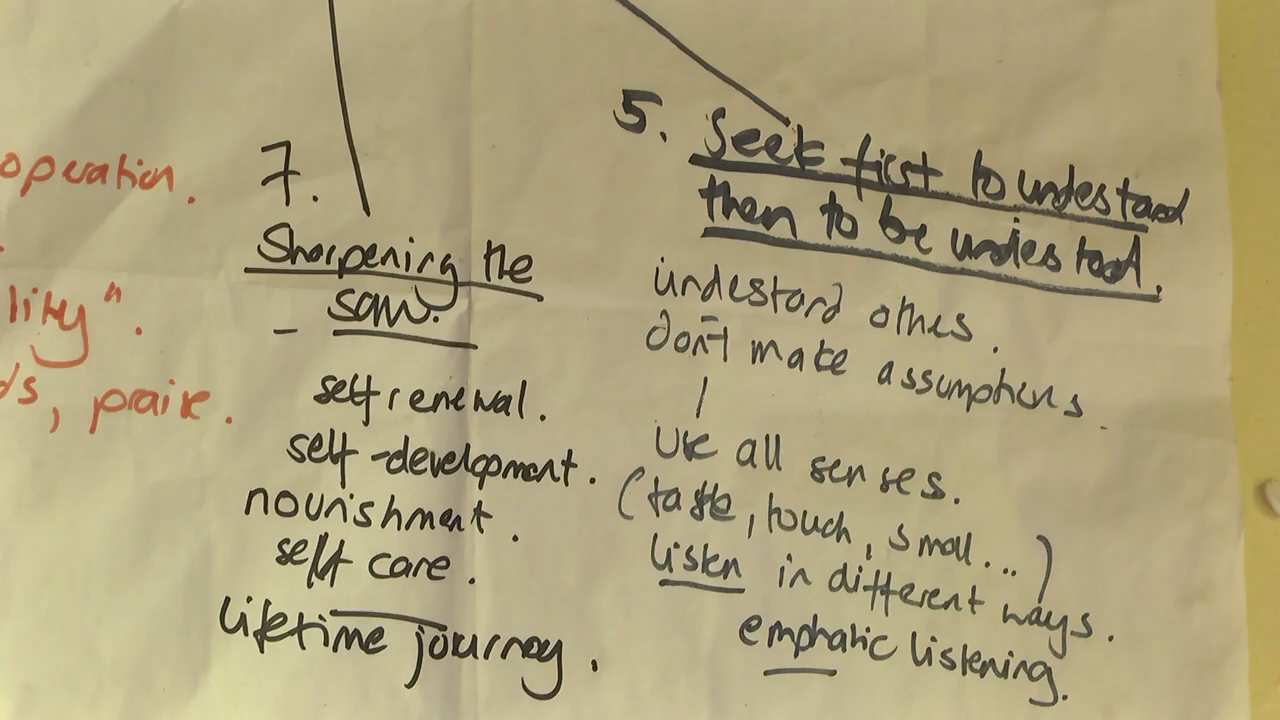 operation.
lity".
ds, praise.
7.
Sharpening the
saw.
-
self renewal.
self-development.
nourishment.
self care.
lifetime journey.
5. Seek first to understand
then to be understood.
understand others.
don't make assumptions.
use all senses.
(taste, touch, small...)
listen in different ways.
emphatic listening.